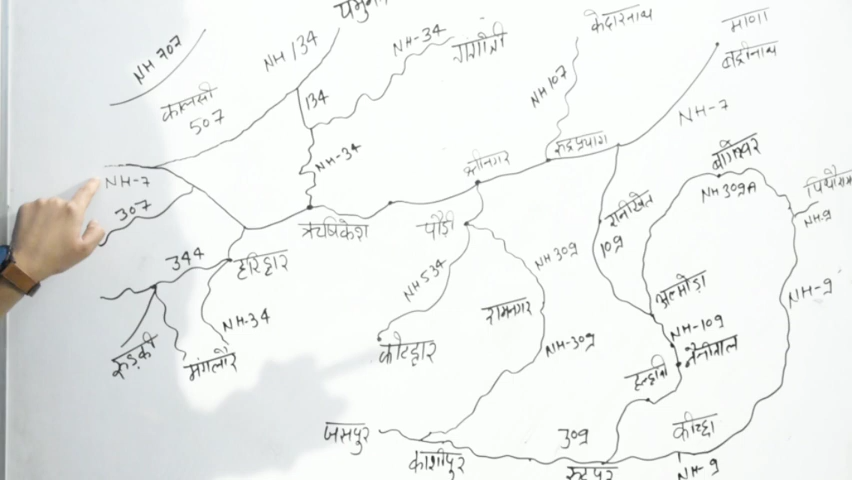 NH 707
NH 134
NH-34
गंगोत्री
केदारनाथ
माणा
बद्रीनाथ
कालसी
507
134
NH 107
NH-7
NH-34
NH-7
307
श्रीनगर
रुद्रप्रयाग
बागेश्वर
NH 309A
NH-9
ऋषिकेश
पौड़ी
रानीखेत
109
344
हरिद्वार
NH 534
NH 309
रामनगर
अल्मोड़ा
NH-9
NH-34
NH-309
NH-109
नैनीताल
रुड़की
मंगलौर
कोटद्वार
हल्द्वानी
जसपुर
काशीपुर
309
रुद्रपुर
किच्छा
NH-9